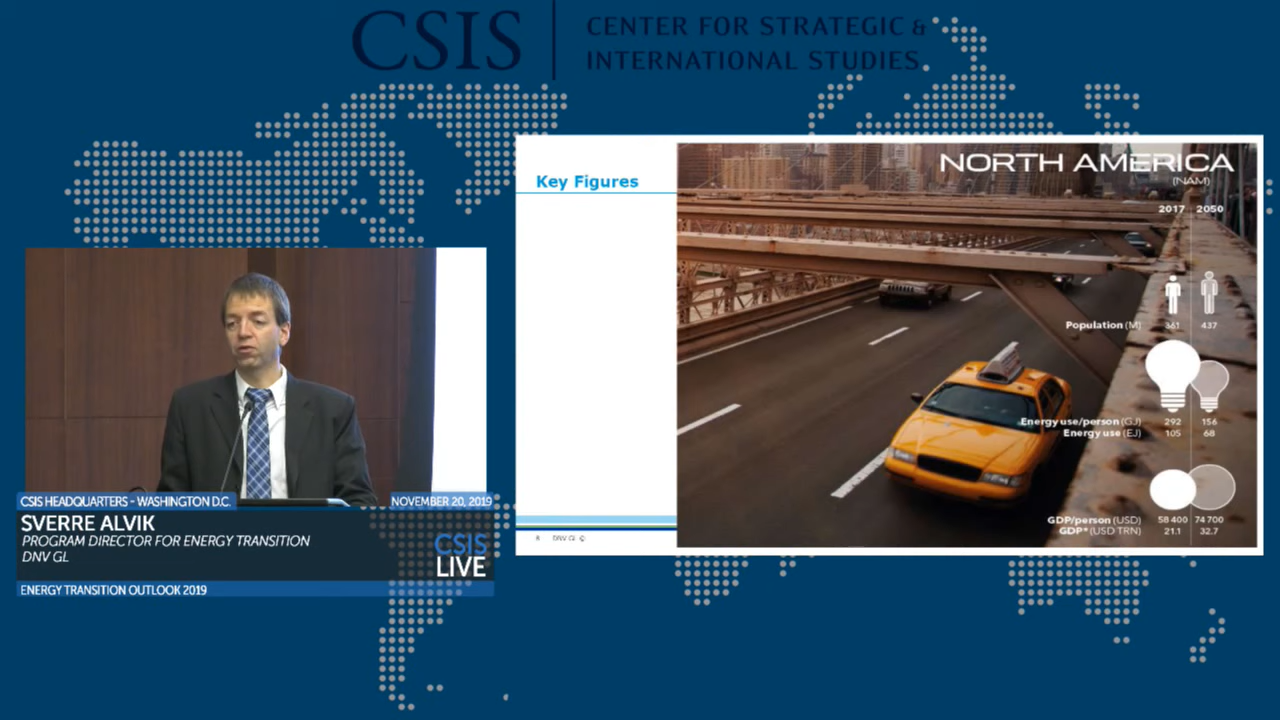 CSIS
CENTER FOR STRATEGIC &
INTERNATIONAL STUDIES
Key Figures
NORTH AMERICA
(NAM)
2017 2050
Population (M) 361 437
Energy use/person (GJ) 292 156
Energy use (EJ) 105 68
GDP/person (USD) 58 400 74 700
GDP* (USD TRN) 21.1 32.7
8 DNV GL ©
CSIS HEADQUARTERS - WASHINGTON D.C.
NOVEMBER 20, 2019
SVERRE ALVIK
PROGRAM DIRECTOR FOR ENERGY TRANSITION
DNV GL
CSIS
LIVE
ENERGY TRANSITION OUTLOOK 2019